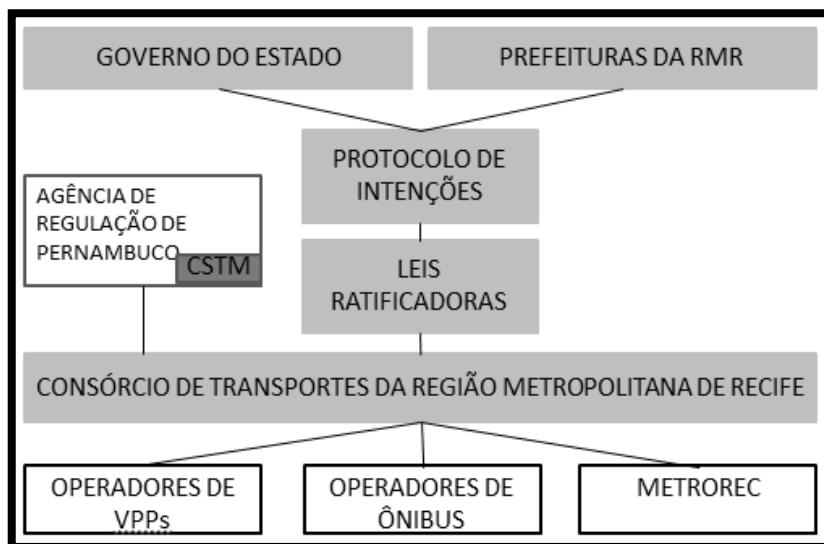 GOVERNO DO ESTADO
PREFEITURAS DA RMR
PROTOCOLO DE
INTENÇÕES
AGÊNCIA DE
REGULAÇÃO DE
PERNAMBUCO
CSTM
LEIS
RATIFICADORAS
CONSÓRCIO DE TRANSPORTES DA REGIÃO METROPOLITANA DE RECIFE
OPERADORES DE
VPPs
OPERADORES DE
ÔNIBUS
METROREC